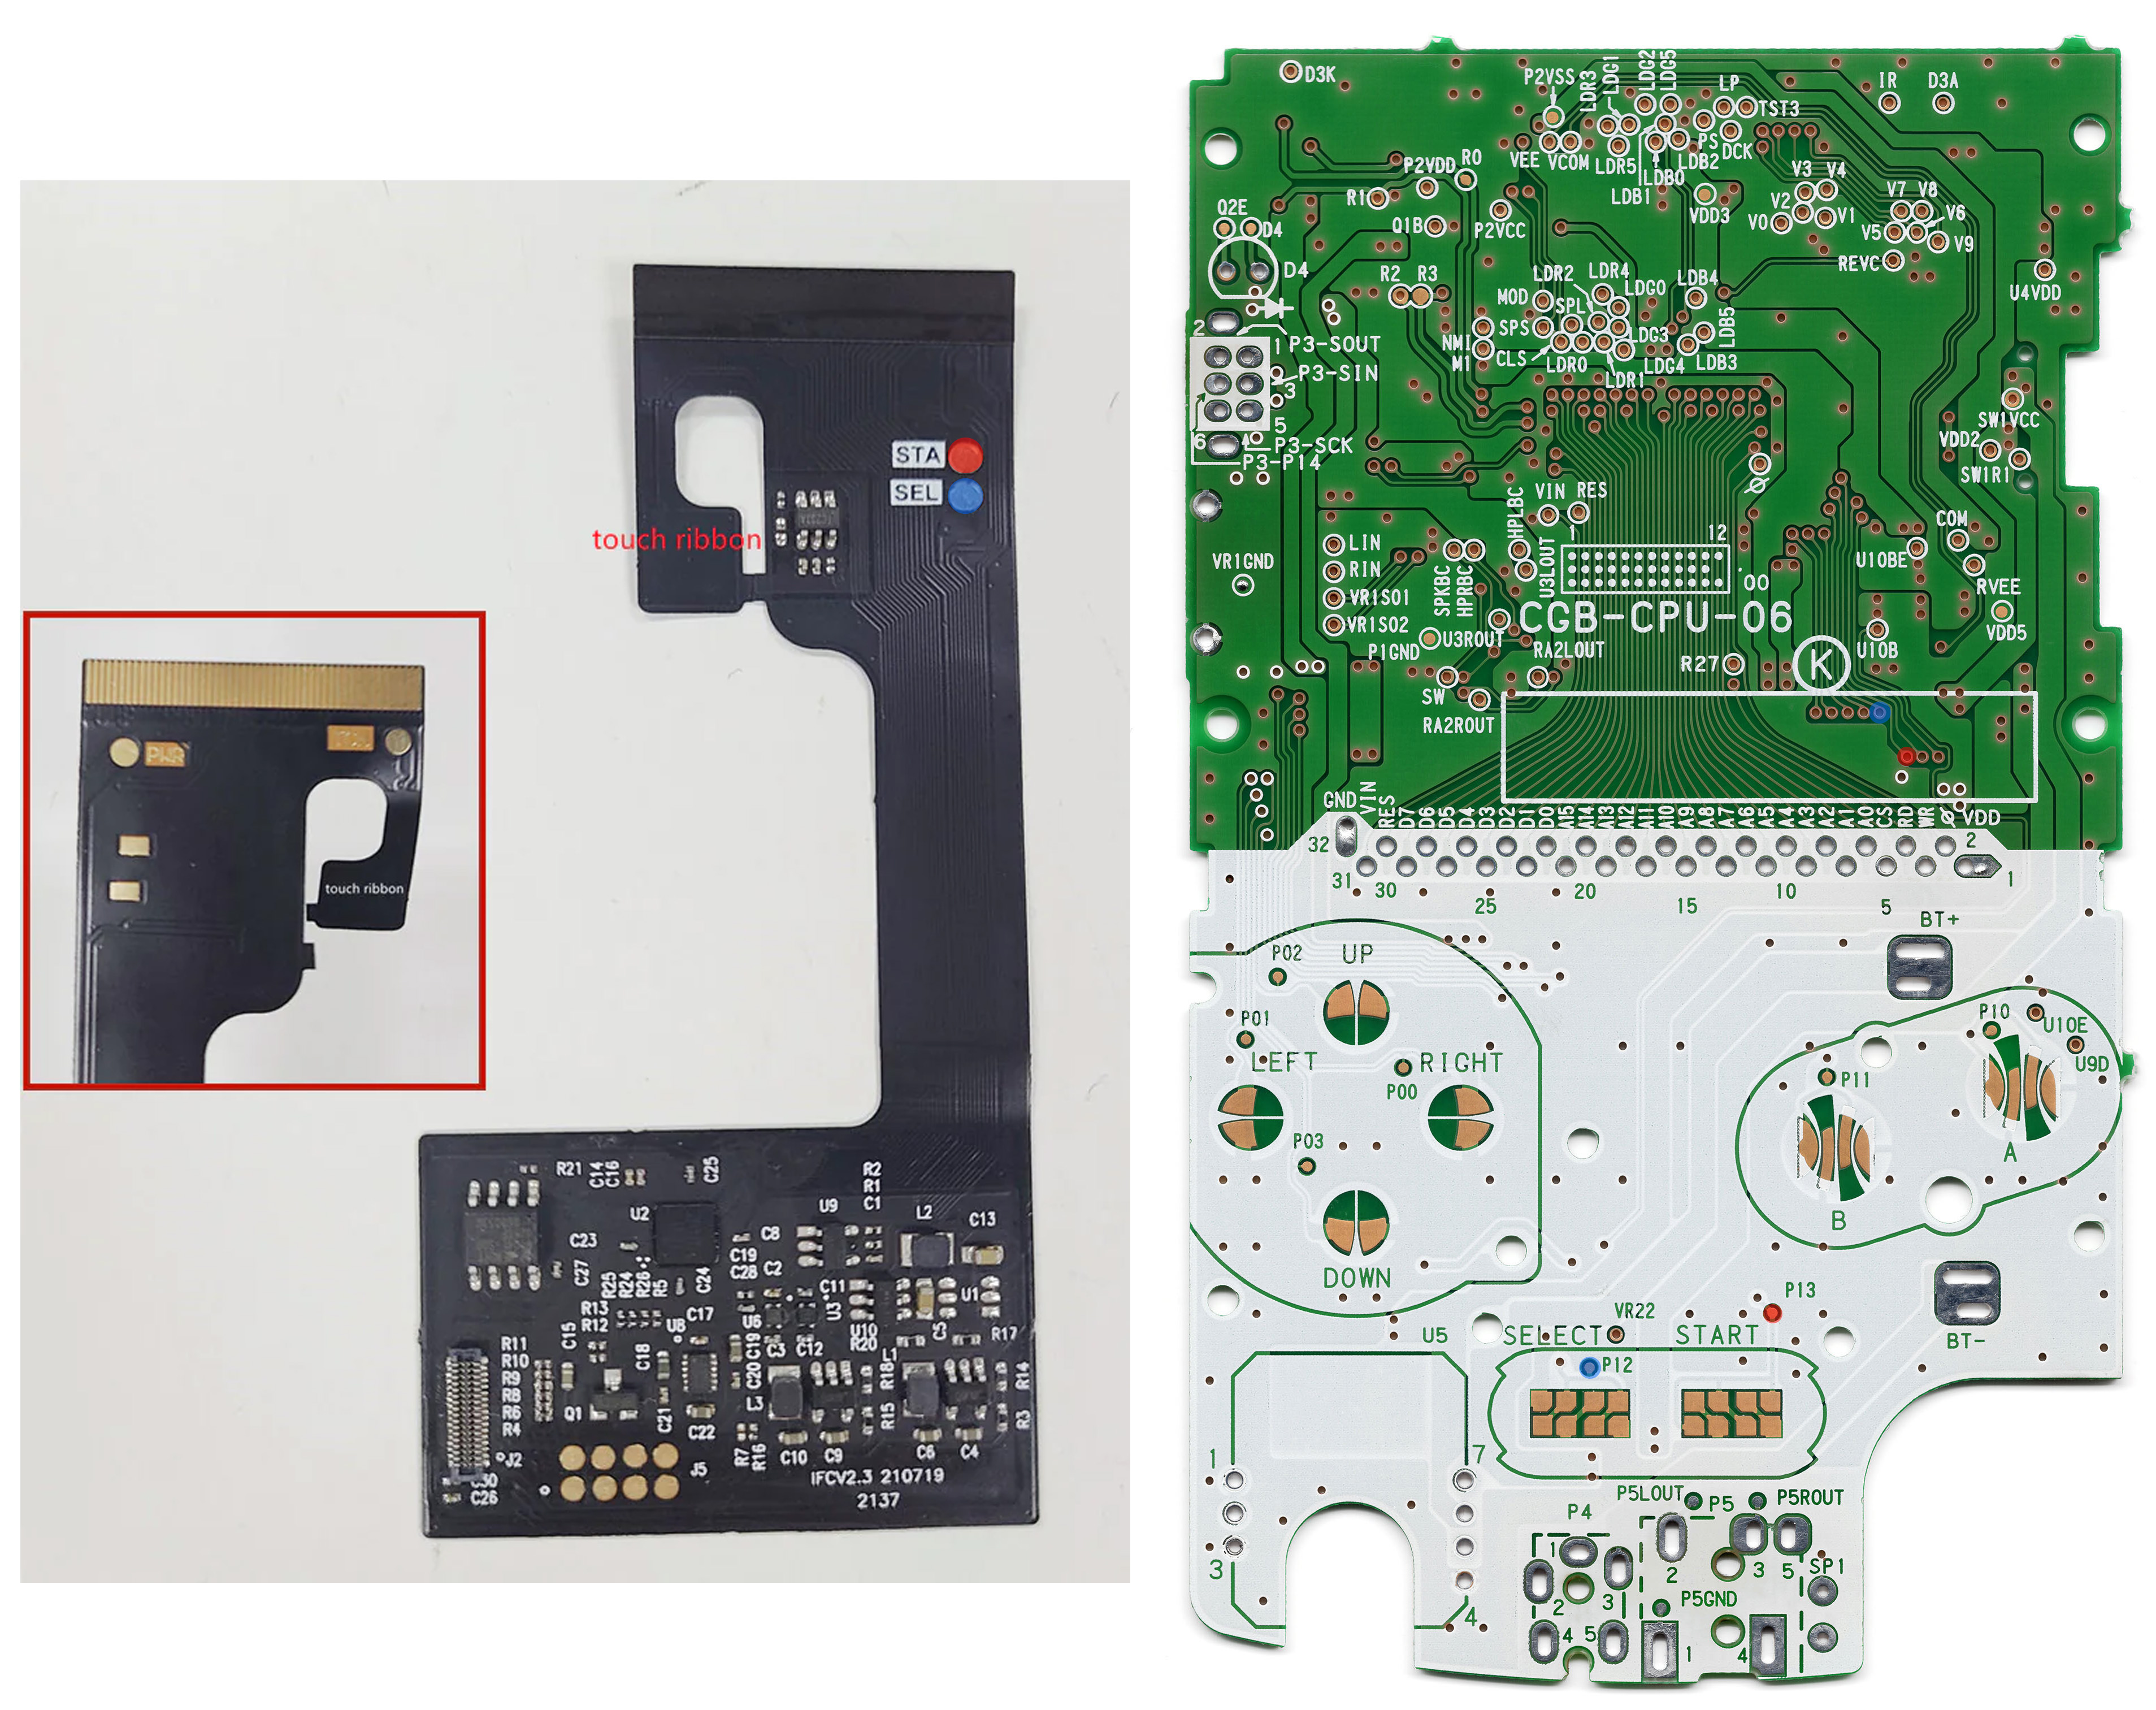 STA
SEL
touch ribbon
PWR
touch ribbon
R21
C14
C16
C25
R2
R1
C1
U2
U9
L2
C13
C23
C8
C19
C28
C2
C27
R25
R24
R26
R5
C24
C11
U3
U1
R13
R12
U8
C17
U6
U10
R20
C5
R17
R11
R10
R9
R8
R6
R4
C15
C18
C19
C3
C12
L1
C20
R18
R14
L3
Q1
C21
C22
R15
R3
R7
R16
C10
C9
C6
C4
J2
J5
C26
IFCV2.3 210719
2137
D3K
P2VSS
LDR3
LDG1
LDG2
LDG5
LP
TST3
IR
D3A
VEE
VCOM
LDR5
LDB1
LDB0
LDB2
PS
DCK
P2VDD
R0
R1
V3
V4
V7
V8
V2
V6
V0
V1
V5
V9
VDD3
Q2E
D4
Q1B
P2VCC
REVC
D4
R2
R3
LDR2
LDR4
LDG0
LDB4
U4VDD
MOD
SPL
SPS
LDG3
LDB5
2
1
P3-SOUT
NMI
M1
CLS
LDR0
LDR1
LDG4
LDB3
P3-SIN
3
5
6
P3-SCK
P3-P14
SW1VCC
VDD2
SW1R1
Ø
VIN
RES
HPLBC
1
12
COM
LIN
RIN
U3LOUT
U10BE
VR1GND
SPKBC
HPRBC
00
RVEE
VR1SO1
VR1SO2
CGB-CPU-06
VDD5
P1GND
U3ROUT
RA2LOUT
R27
K
U10B
SW
RA2ROUT
GND
VIN
RES
D7
D6
D5
D4
D3
D2
D1
D0
A15
A14
A13
A12
A11
A10
A9
A8
A7
A6
A5
A4
A3
A2
A1
A0
CS
RD
WR
Ø
VDD
32
2
31
30
25
20
15
10
5
1
BT+
P02
UP
P01
LEFT
RIGHT
P00
P10
U10E
U9D
P11
P03
A
B
DOWN
P13
VR22
U5
SELECT
START
BT-
P12
1
7
3
4
P5LOUT
P5
P5ROUT
P4
1
2
3
4
5
2
3
5
SP1
P5GND
1
4